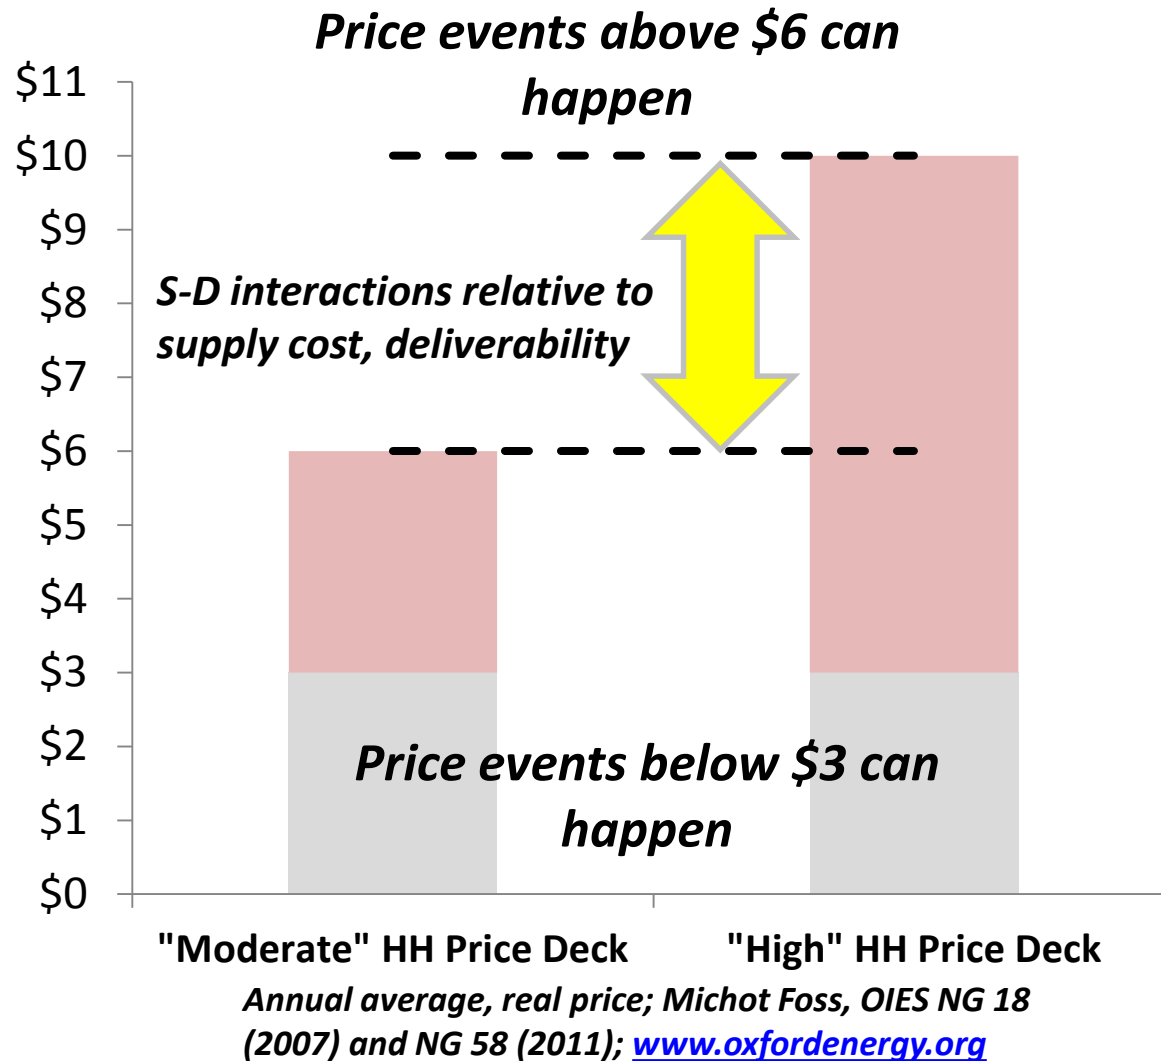 Price events above $6 can
happen
$11
$10
$9
$8
$7
$6
$5
$4
$3
$2
$1
$0
S-D interactions relative to
supply cost, deliverability
Price events below $3 can
happen
"Moderate" HH Price Deck
"High" HH Price Deck
Annual average, real price; Michot Foss, OIES NG 18
(2007) and NG 58 (2011); www.oxfordenergy.org